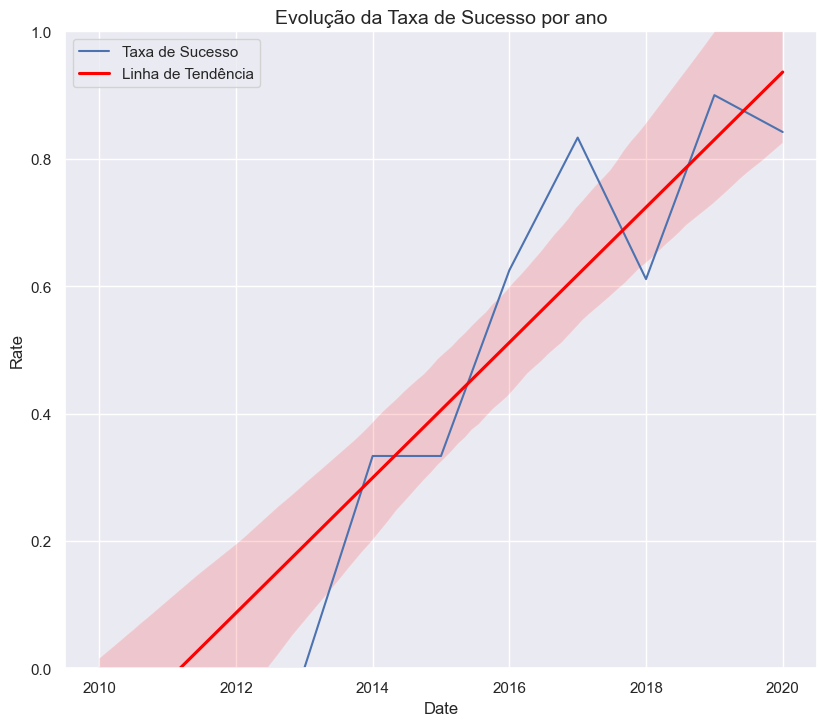 Evolução da Taxa de Sucesso por ano
Taxa de Sucesso
Linha de Tendência
1.0
0.8
0.6
0.4
0.2
0.0
Rate
2010 2012 2014 2016 2018 2020
Date